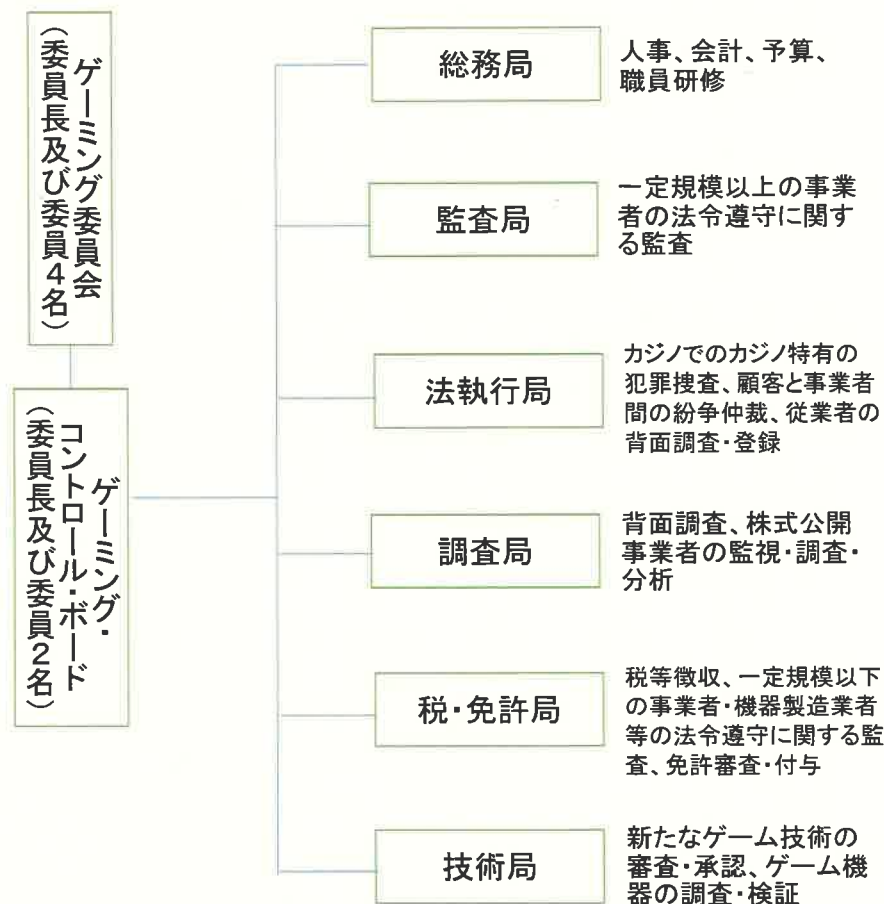 ゲーミング委員会
(委員長及び委員4名)
ゲーミング・
コントロール・ボード
(委員長及び委員2名)
総務局
人事、会計、予算、
職員研修
監査局
一定規模以上の事業
者の法令遵守に関す
る監査
法執行局
カジノでのカジノ特有の
犯罪捜査、顧客と事業者
間の紛争仲裁、従業者の
背面調査・登録
調査局
背面調査、株式公開
事業者の監視・調査・
分析
税・免許局
税等徴収、一定規模以下
の事業者・機器製造業者
等の法令遵守に関する監
査、免許審査・付与
技術局
新たなゲーム技術の
審査・承認、ゲーム機
器の調査・検証